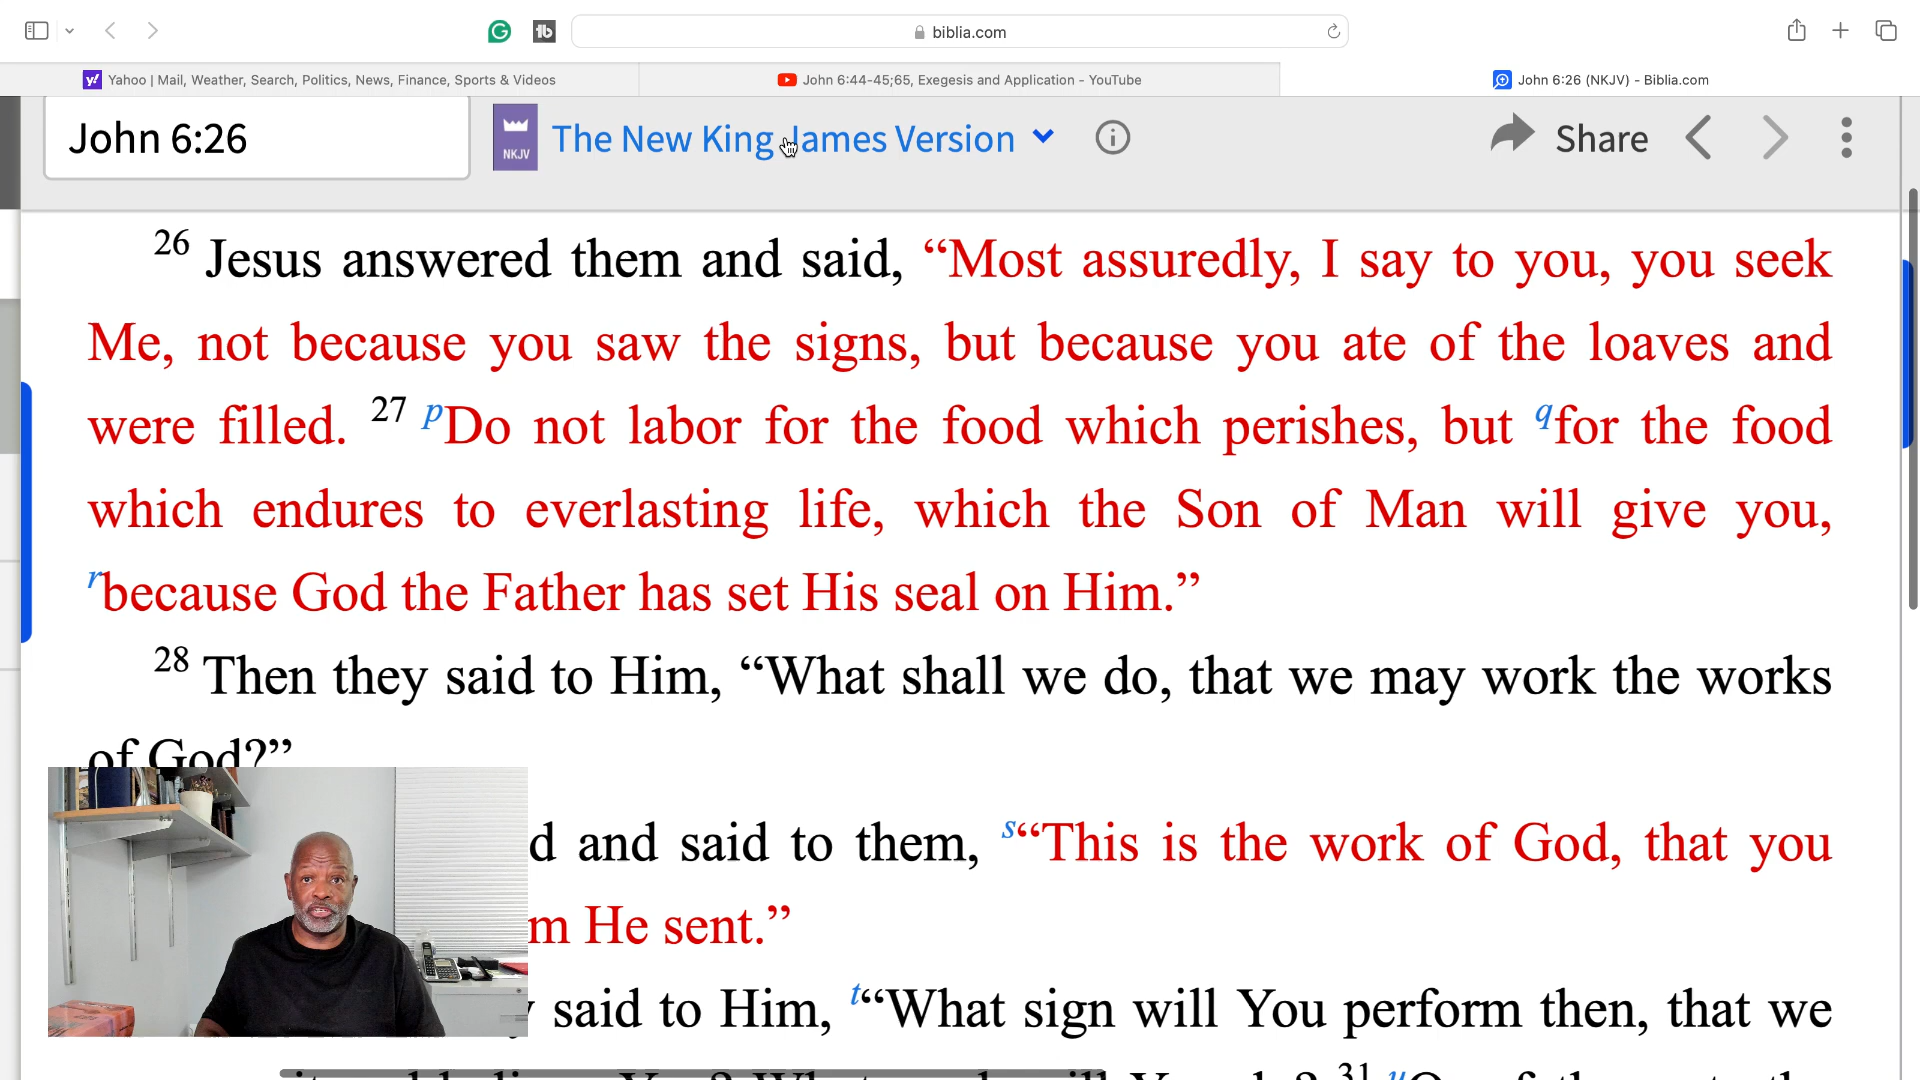 biblia.com
Yahoo | Mail, Weather, Search, Politics, News, Finance, Sports & Videos
John 6:44-45;65, Exegesis and Application - YouTube
John 6:26 (NKJV) - Biblia.com
John 6:26
NKJV
The New King James Version
Share
26 Jesus answered them and said, “Most assuredly, I say to you, you seek
Me, not because you saw the signs, but because you ate of the loaves and
were filled. 27 pDo not labor for the food which perishes, but qfor the food
which endures to everlasting life, which the Son of Man will give you,
rbecause God the Father has set His seal on Him.”
28 Then they said to Him, “What shall we do, that we may work the works
of God?”
d and said to them, s“This is the work of God, that you
m He sent.”
said to Him, t“What sign will You perform then, that we
31